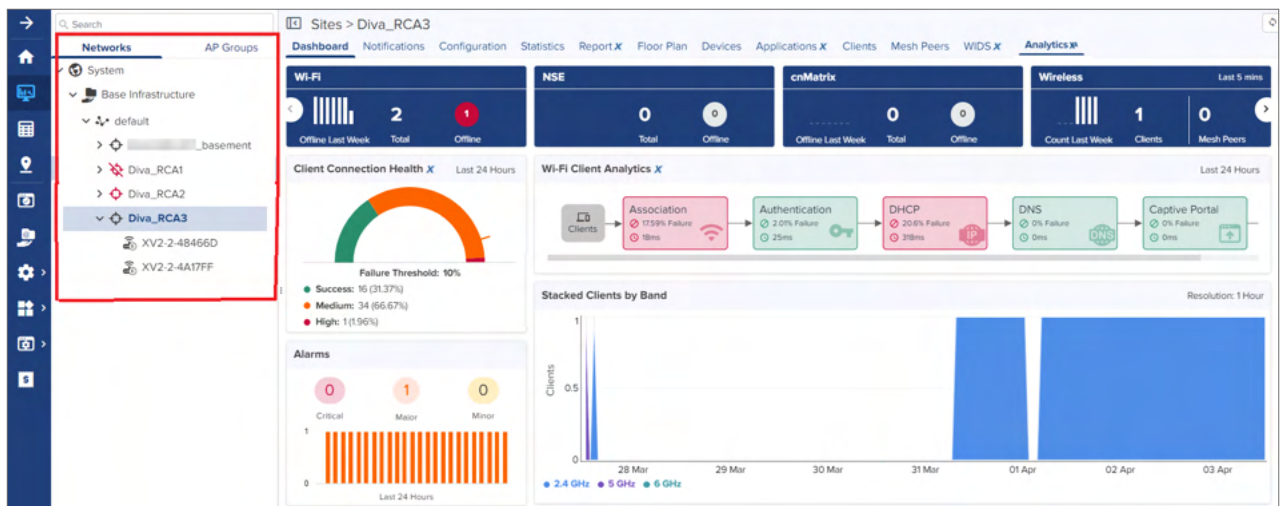 Search
Networks
AP Groups
System
Base Infrastructure
default
_basement
Diva_RCA1
Diva_RCA2
Diva_RCA3
XV2-2-48466D
XV2-2-4A17FF
Sites > Diva_RCA3
Dashboard Notifications Configuration Statistics Report X Floor Plan Devices Applications X Clients Mesh Peers WIDS X Analytics X
Wi-Fi
2
1
Offline Last Week Total Offline
NSE
0
0
Total Offline
cnMatrix
0
0
Offline Last Week Total Offline
Wireless Last 5 mins
1
0
Count Last Week Clients Mesh Peers
Client Connection Health X Last 24 Hours
Failure Threshold: 10%
Success: 16 (31.37%)
Medium: 34 (66.67%)
High: 1 (1.96%)
Wi-Fi Client Analytics X Last 24 Hours
Clients
Association
17.59% Failure
18ms
Authentication
2.01% Failure
25ms
DHCP
20.6% Failure
318ms
IP
DNS
0% Failure
0ms
DNS
Captive Portal
0% Failure
0ms
Alarms
0
1
0
Critical Major Minor
1
0
Last 24 Hours
Stacked Clients by Band Resolution: 1 Hour
Clients
1
0.5
0
28 Mar 29 Mar 30 Mar 31 Mar 01 Apr 02 Apr 03 Apr
2.4 GHz 5 GHz 6 GHz